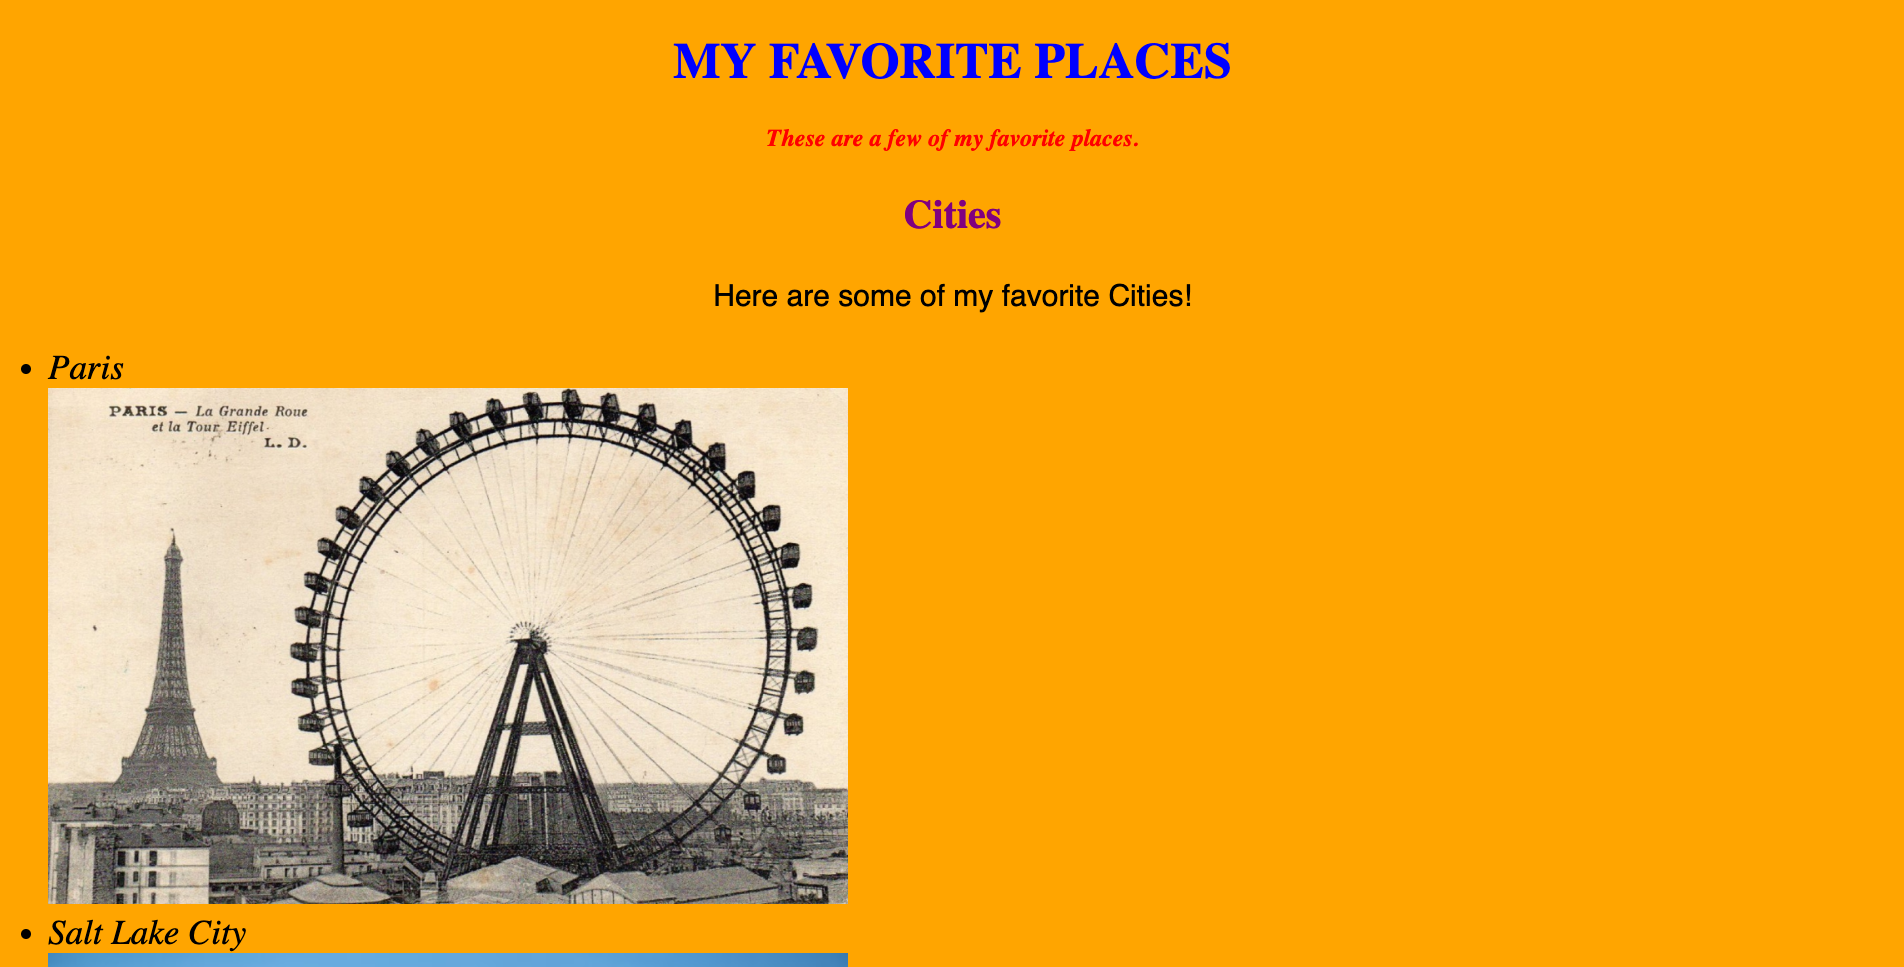 MY FAVORITE PLACES
These are a few of my favorite places.
Cities
Here are some of my favorite Cities!
Paris
PARIS — La Grande Roue
et la Tour Eiffel.
L. D.
Salt Lake City